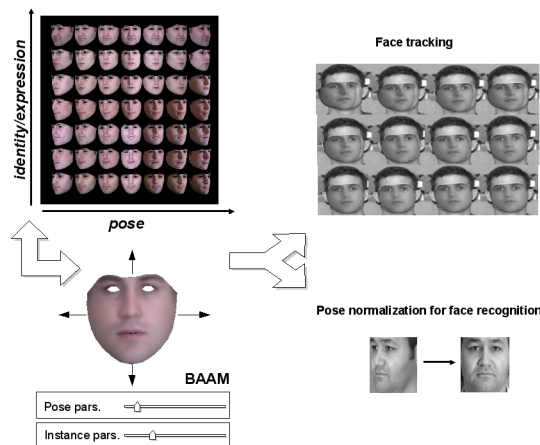 identity/expression
pose
Face tracking
BAAM
Pose pars.
Instance pars.
Pose normalization for face recognition